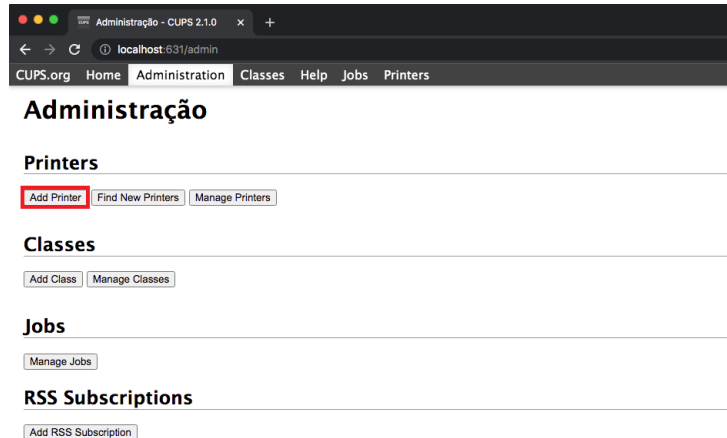 CUPS Administração - CUPS 2.1.0 × +
localhost:631/admin
CUPS.org Home Administration Classes Help Jobs Printers
Administração
Printers
Add Printer Find New Printers Manage Printers
Classes
Add Class Manage Classes
Jobs
Manage Jobs
RSS Subscriptions
Add RSS Subscription